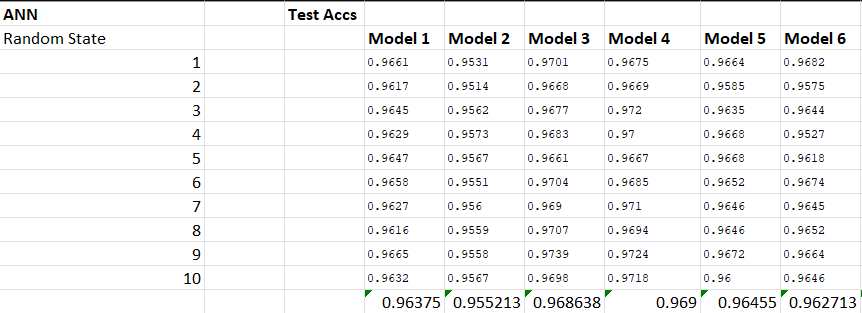 ANN Test Accs
Random State Model 1 Model 2 Model 3 Model 4 Model 5 Model 6
1 0.9661 0.9531 0.9701 0.9675 0.9664 0.9682
2 0.9617 0.9514 0.9668 0.9669 0.9585 0.9575
3 0.9645 0.9562 0.9677 0.972 0.9635 0.9644
4 0.9629 0.9573 0.9683 0.97 0.9668 0.9527
5 0.9647 0.9567 0.9661 0.9667 0.9668 0.9618
6 0.9658 0.9551 0.9704 0.9685 0.9652 0.9674
7 0.9627 0.956 0.969 0.971 0.9646 0.9645
8 0.9616 0.9559 0.9707 0.9694 0.9646 0.9652
9 0.9665 0.9558 0.9739 0.9724 0.9672 0.9664
10 0.9632 0.9567 0.9698 0.9718 0.96 0.9646
0.96375 0.955213 0.968638 0.969 0.96455 0.962713